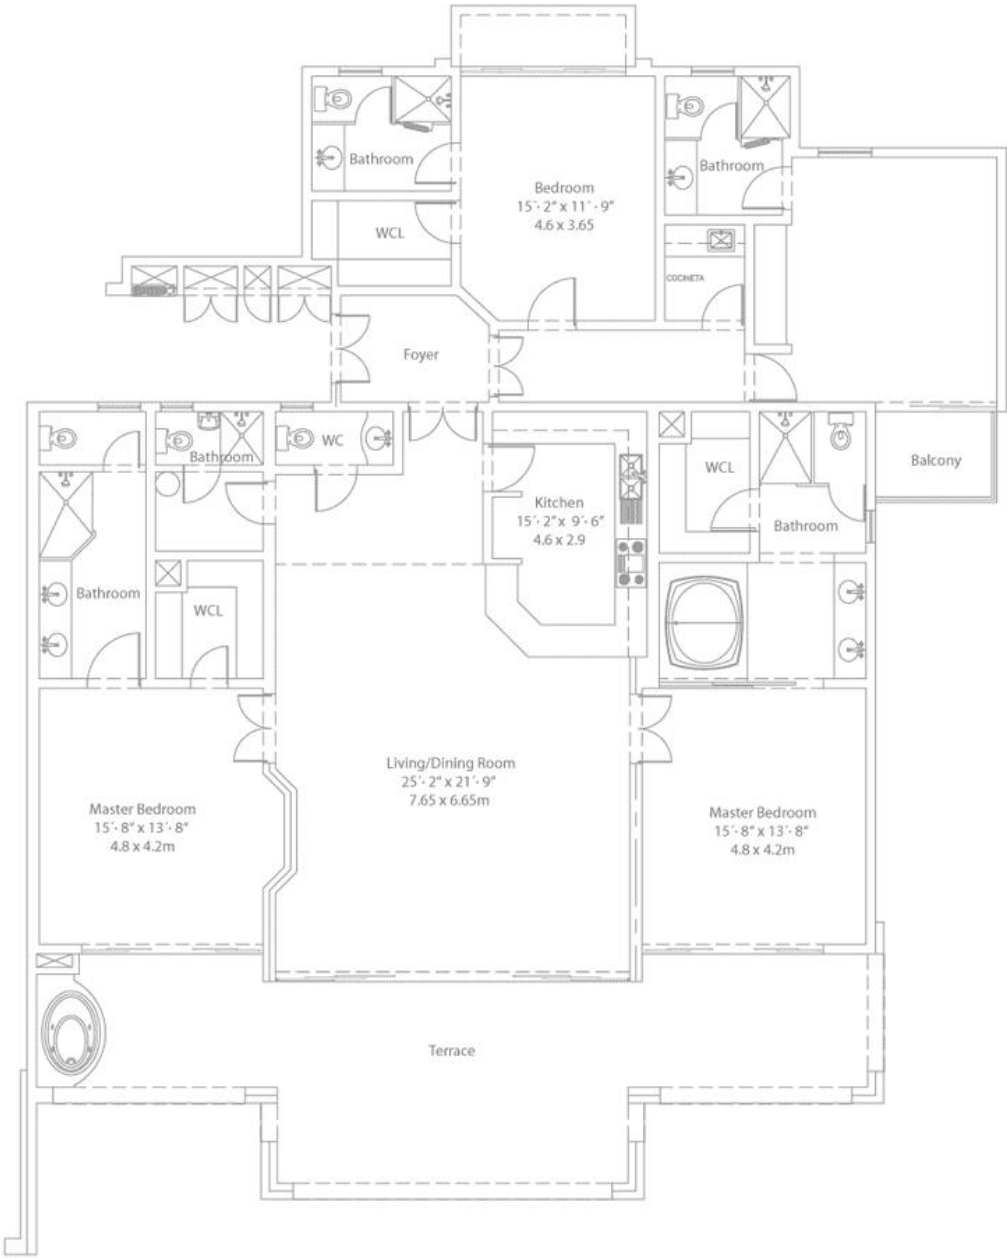 Bathroom
Bedroom
15´- 2" x 11´ - 9"
4.6 x 3.65
Bathroom
WCL
COCINETA
Foyer
WC
Bathroom
Kitchen
15´- 2" x 9´- 6"
4.6 x 2.9
WCL
Balcony
Bathroom
Bathroom
WCL
Living/Dining Room
25´- 2" x 21´- 9"
7.65 x 6.65m
Master Bedroom
15´- 8" x 13´- 8"
4.8 x 4.2m
Master Bedroom
15´- 8" x 13´- 8"
4.8 x 4.2m
Terrace